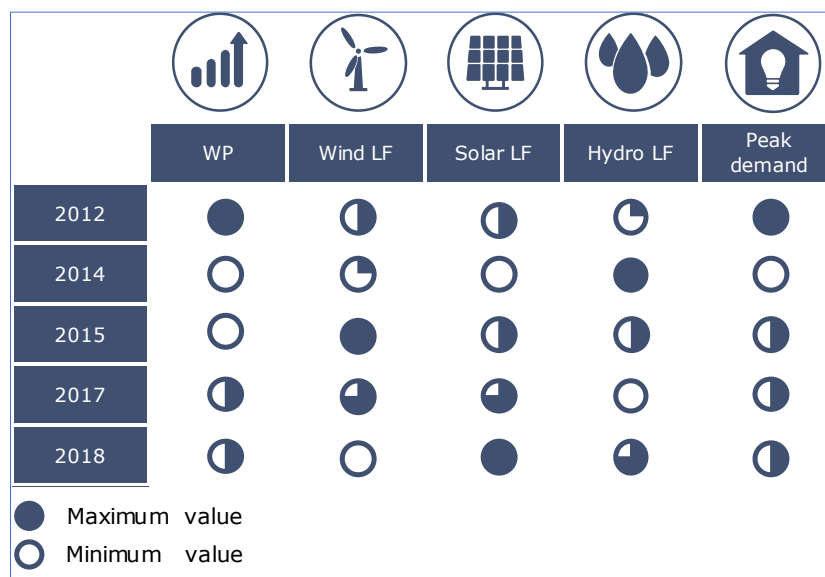 WP Wind LF Solar LF Hydro LF Peak
demand
2012
2014
2015
2017
2018
Maximum value
Minimum value